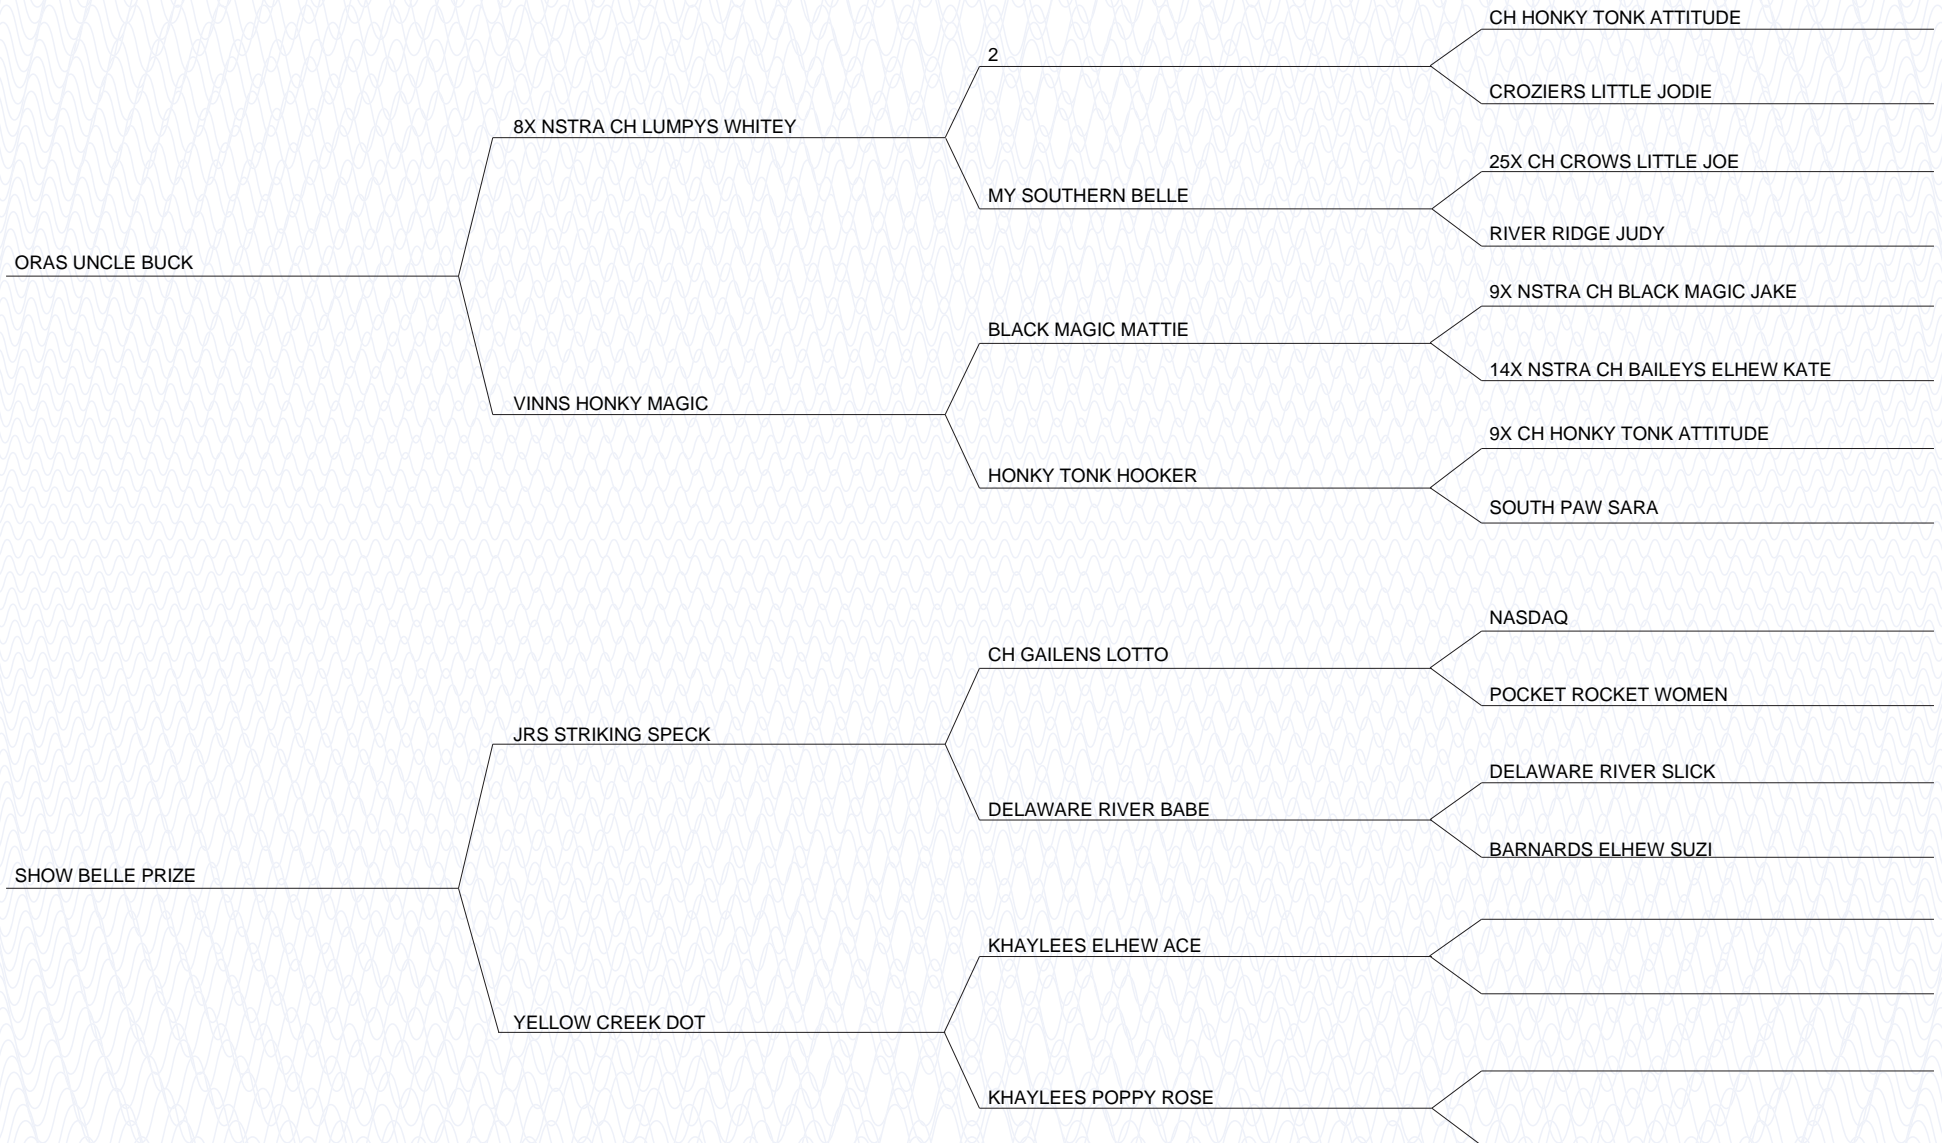 CH HONKY TONK ATTITUDE
2
CROZIERS LITTLE JODIE
8X NSTRA CH LUMPYS WHITEY
25X CH CROWS LITTLE JOE
MY SOUTHERN BELLE
RIVER RIDGE JUDY
ORAS UNCLE BUCK
9X NSTRA CH BLACK MAGIC JAKE
BLACK MAGIC MATTIE
14X NSTRA CH BAILEYS ELHEW KATE
VINNS HONKY MAGIC
9X CH HONKY TONK ATTITUDE
HONKY TONK HOOKER
SOUTH PAW SARA
NASDAQ
CH GAILENS LOTTO
POCKET ROCKET WOMEN
JRS STRIKING SPECK
DELAWARE RIVER SLICK
DELAWARE RIVER BABE
BARNARDS ELHEW SUZI
SHOW BELLE PRIZE
KHAYLEES ELHEW ACE
YELLOW CREEK DOT
KHAYLEES POPPY ROSE